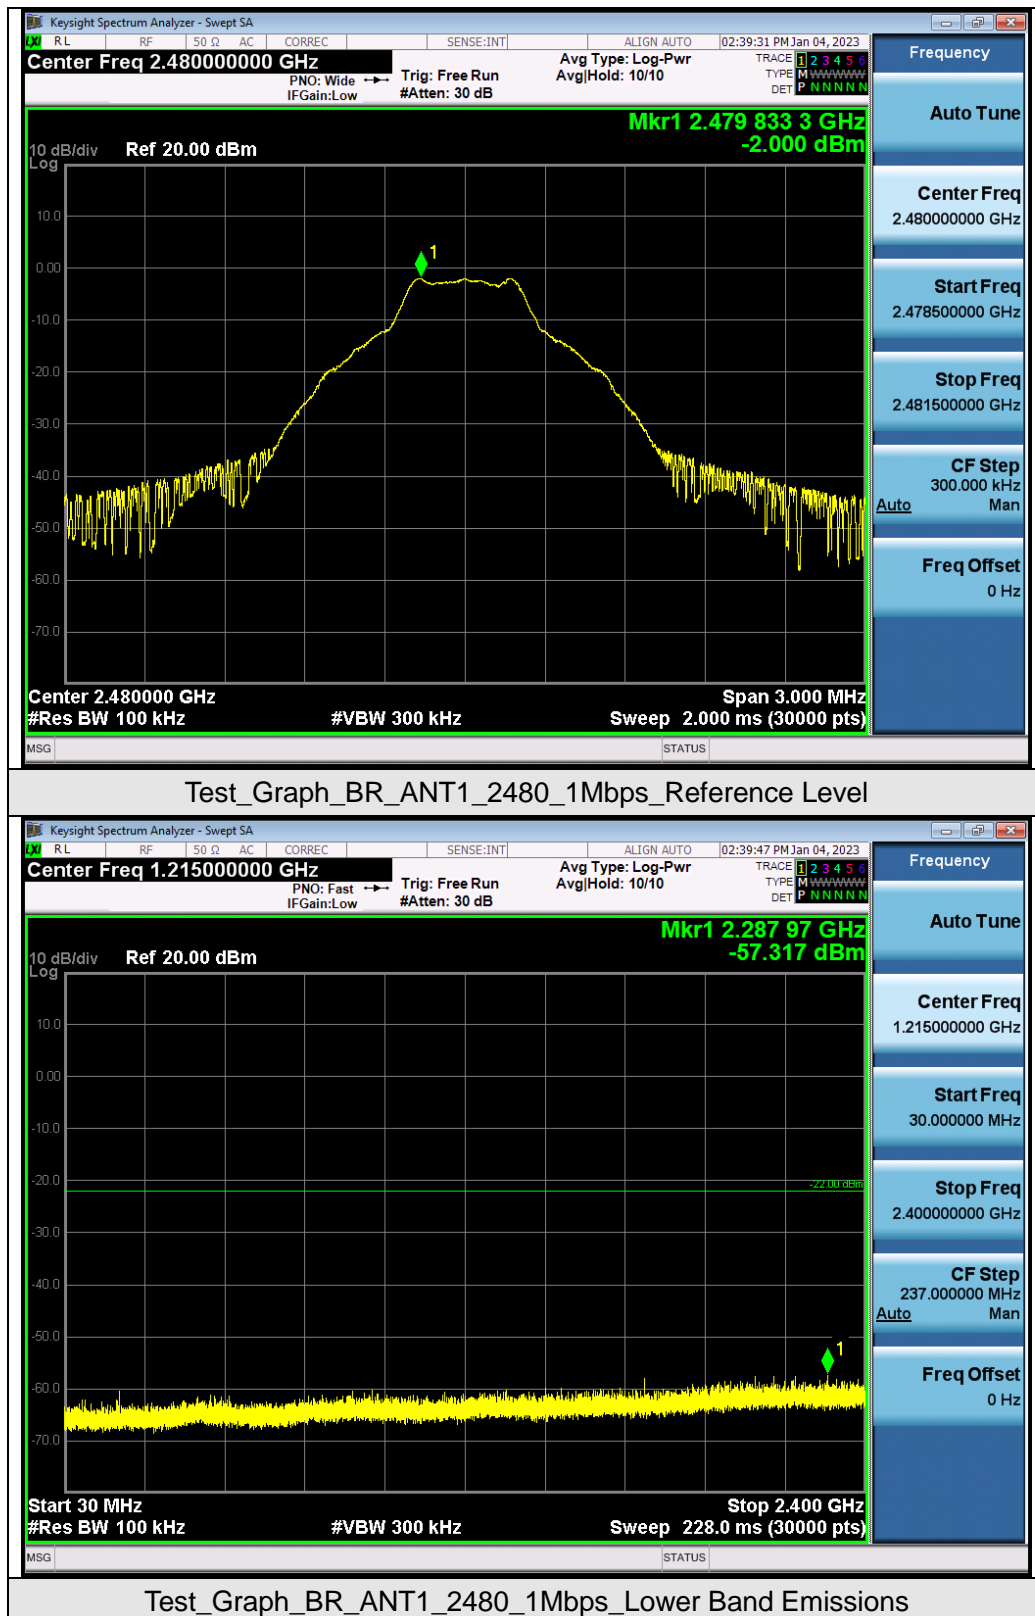 Keysight Spectrum Analyzer - Swept SA
LXI RL RF 50 Ω AC CORREC SENSE:INT ALIGN AUTO 02:39:31 PM Jan 04, 2023
Center Freq 2.480000000 GHz
PNO: Wide
IFGain:Low
Trig: Free Run
#Atten: 30 dB
Avg Type: Log-Pwr
Avg|Hold: 10/10
TRACE 1 2 3 4 5 6
TYPE M W W W W W
DET P N N N N N
Mkr1 2.479 833 3 GHz
-2.000 dBm
10 dB/div Ref 20.00 dBm
Log
10.0
0.00
-10.0
-20.0
-30.0
-40.0
-50.0
-60.0
-70.0
1
Center 2.480000 GHz Span 3.000 MHz
#Res BW 100 kHz #VBW 300 kHz Sweep 2.000 ms (30000 pts)
MSG STATUS
Frequency
Auto Tune
Center Freq
2.480000000 GHz
Start Freq
2.478500000 GHz
Stop Freq
2.481500000 GHz
CF Step
300.000 kHz
Auto Man
Freq Offset
0 Hz
Test_Graph_BR_ANT1_2480_1Mbps_Reference Level
Keysight Spectrum Analyzer - Swept SA
LXI RL RF 50 Ω AC CORREC SENSE:INT ALIGN AUTO 02:39:47 PM Jan 04, 2023
Center Freq 1.215000000 GHz
PNO: Fast
IFGain:Low
Trig: Free Run
#Atten: 30 dB
Avg Type: Log-Pwr
Avg|Hold: 10/10
TRACE 1 2 3 4 5 6
TYPE M W W W W W
DET P N N N N N
Mkr1 2.287 97 GHz
-57.317 dBm
10 dB/div Ref 20.00 dBm
Log
10.0
0.00
-10.0
-20.0
-22.00 dBm
-30.0
-40.0
-50.0
-60.0
-70.0
1
Start 30 MHz Stop 2.400 GHz
#Res BW 100 kHz #VBW 300 kHz Sweep 228.0 ms (30000 pts)
MSG STATUS
Frequency
Auto Tune
Center Freq
1.215000000 GHz
Start Freq
30.000000 MHz
Stop Freq
2.400000000 GHz
CF Step
237.000000 MHz
Auto Man
Freq Offset
0 Hz
Test_Graph_BR_ANT1_2480_1Mbps_Lower Band Emissions